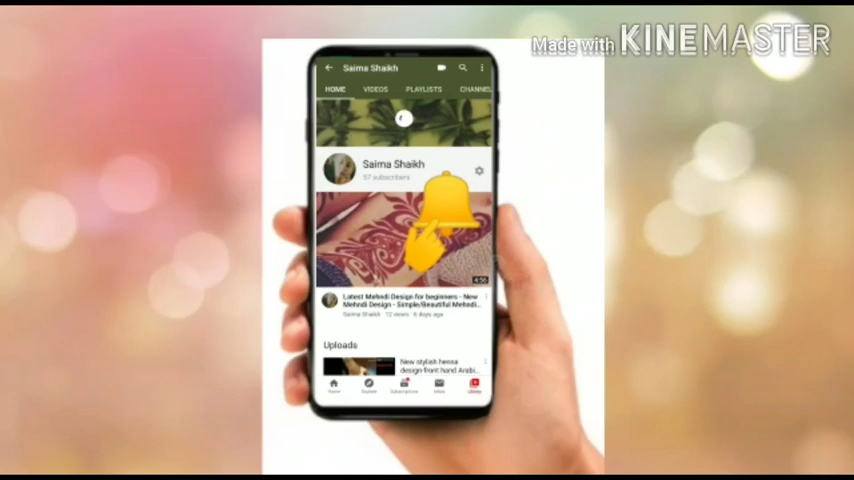 Made with KINEMASTER
Saima Shaikh
HOME VIDEOS PLAYLISTS CHANNEL
Saima Shaikh
57 subscribers
4:56
Latest Mehndi Design for beginners - New
Mehndi Design - Simple/Beautiful Mehndi...
Saima Shaikh 12 views 6 days ago
Uploads
New stylish henna
design front hand Arabi...
Home Explore Subscriptions Inbox Library